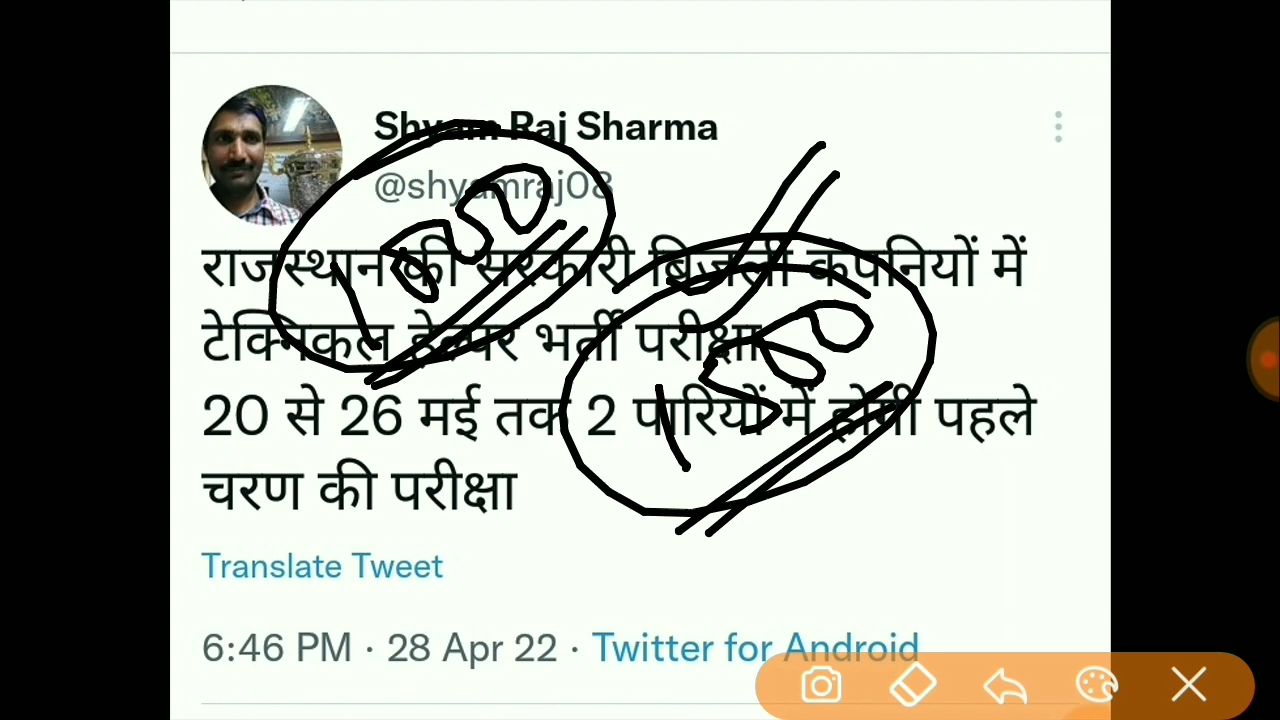 Shyam Raj Sharma
@shyamraj08
राजस्थान की सरकारी बिजली कंपनियों में
टेक्निकल हेल्पर भर्ती परीक्षा
20 से 26 मई तक 2 पारियों में होगी पहले
चरण की परीक्षा
Translate Tweet
6:46 PM · 28 Apr 22 · Twitter for Android